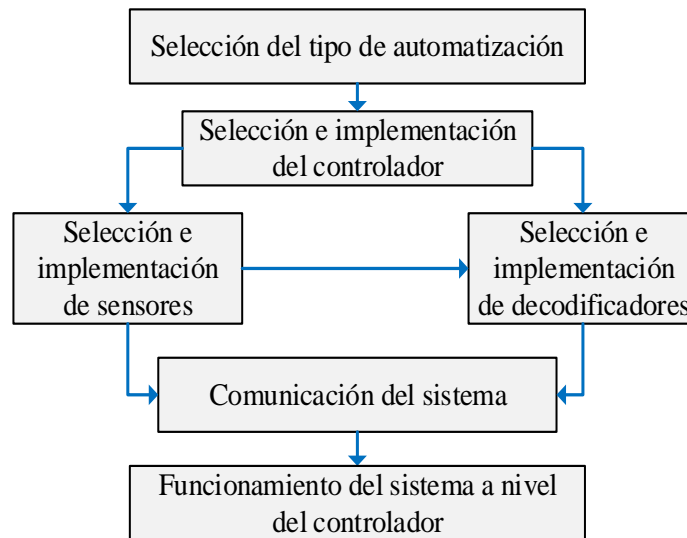 Selección del tipo de automatización
Selección e implementación
del controlador
Selección e
implementación
de sensores
Selección e
implementación
de decodificadores
Comunicación del sistema
Funcionamiento del sistema a nivel
del controlador